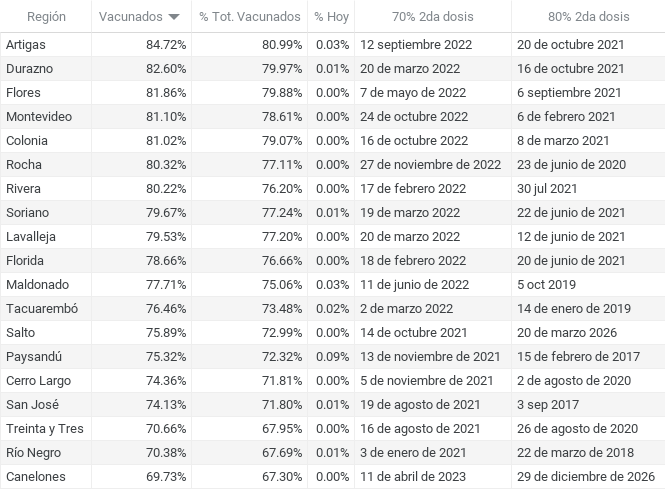 Región Vacunados % Tot. Vacunados % Hoy 70% 2da dosis 80% 2da dosis
Artigas 84.72% 80.99% 0.03% 12 septiembre 2022 20 de octubre 2021
Durazno 82.60% 79.97% 0.01% 20 de marzo 2022 16 de octubre 2021
Flores 81.86% 79.88% 0.00% 7 de mayo de 2022 6 septiembre 2021
Montevideo 81.10% 78.61% 0.00% 24 de octubre 2022 6 de febrero 2021
Colonia 81.02% 79.07% 0.00% 16 de octubre 2022 8 de marzo 2021
Rocha 80.32% 77.11% 0.00% 27 de noviembre de 2022 23 de junio de 2020
Rivera 80.22% 76.20% 0.00% 17 de febrero 2022 30 jul 2021
Soriano 79.67% 77.24% 0.01% 19 de marzo 2022 22 de junio de 2021
Lavalleja 79.53% 77.20% 0.00% 20 de marzo 2022 12 de junio de 2021
Florida 78.66% 76.66% 0.00% 18 de febrero 2022 20 de junio de 2021
Maldonado 77.71% 75.06% 0.03% 11 de junio de 2022 5 oct 2019
Tacuarembó 76.46% 73.48% 0.02% 2 de marzo 2022 14 de enero de 2019
Salto 75.89% 72.99% 0.00% 14 de octubre 2021 20 de marzo 2026
Paysandú 75.32% 72.32% 0.09% 13 de noviembre de 2021 15 de febrero de 2017
Cerro Largo 74.36% 71.81% 0.00% 5 de noviembre de 2021 2 de agosto de 2020
San José 74.13% 71.80% 0.01% 19 de agosto de 2021 3 sep 2017
Treinta y Tres 70.66% 67.95% 0.00% 16 de agosto de 2021 26 de agosto de 2020
Río Negro 70.38% 67.69% 0.01% 3 de enero de 2021 22 de marzo de 2018
Canelones 69.73% 67.30% 0.00% 11 de abril de 2023 29 de diciembre de 2026